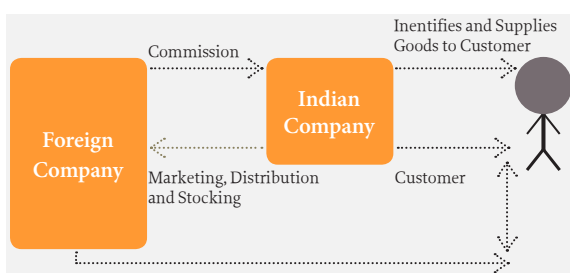 Inentifies and Supplies
Goods to Customer
Commission
Indian
Company
Foreign
Company
Marketing, Distribution
and Stocking
Customer